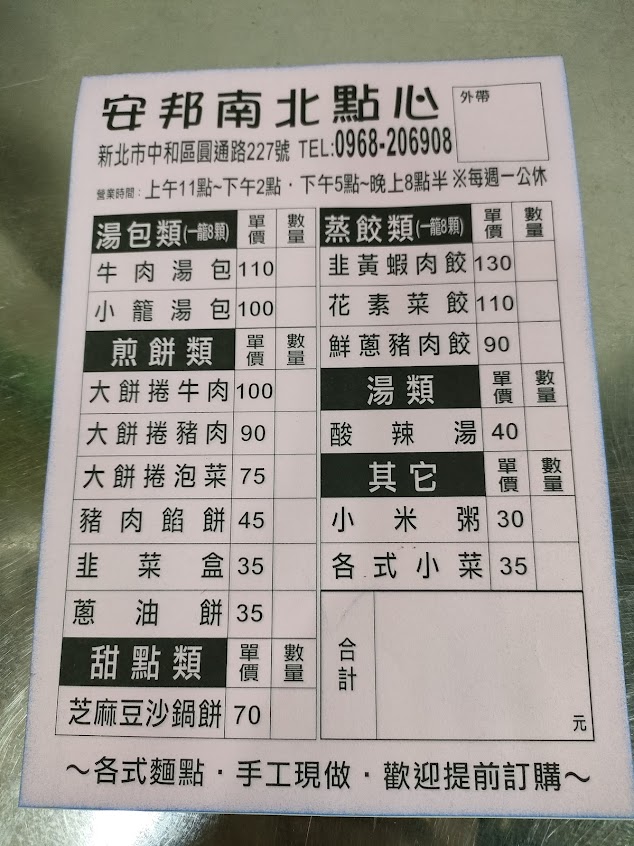 安邦南北點心
外帶
新北市中和區圓通路227號 TEL:0968-206908
營業時間：上午11點~下午2點．下午5點~晚上8點半 ※每週一公休
湯包類(一籠8顆) 單價 數量
牛肉湯包 110
小籠湯包 100
煎餅類 單價 數量
大餅捲牛肉 100
大餅捲豬肉 90
大餅捲泡菜 75
豬肉餡餅 45
韭菜盒 35
蔥油餅 35
甜點類 單價 數量
芝麻豆沙鍋餅 70
蒸餃類(一籠8顆) 單價 數量
韭黃蝦肉餃 130
花素菜餃 110
鮮蔥豬肉餃 90
湯類 單價 數量
酸辣湯 40
其它 單價 數量
小米粥 30
各式小菜 35
合計 元
～各式麵點．手工現做．歡迎提前訂購～